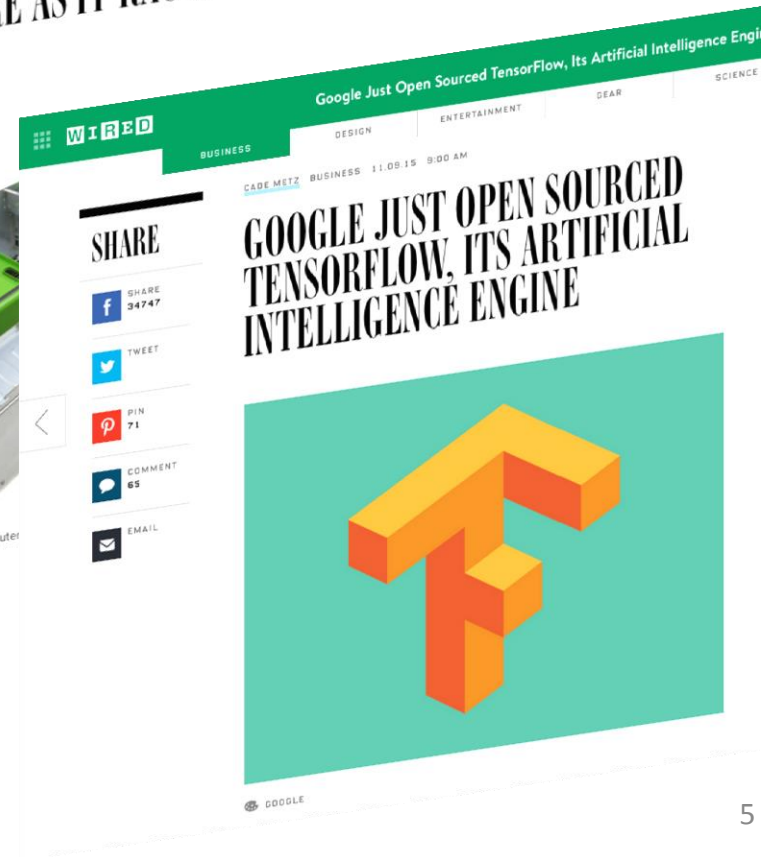 AS IT
Google Just Open Sourced TensorFlow, Its Artificial Intelligence
WIRED
BUSINESS
DESIGN
ENTERTAINMENT
GEAR
SCIENCE
CADE METZ BUSINESS 11.09.15 9:00 AM
GOOGLE JUST OPEN SOURCED
TENSORFLOW, ITS ARTIFICIAL
INTELLIGENCE ENGINE
SHARE
f SHARE
34747
TWEET
PIN
71
COMMENT
65
EMAIL
GOOGLE
5